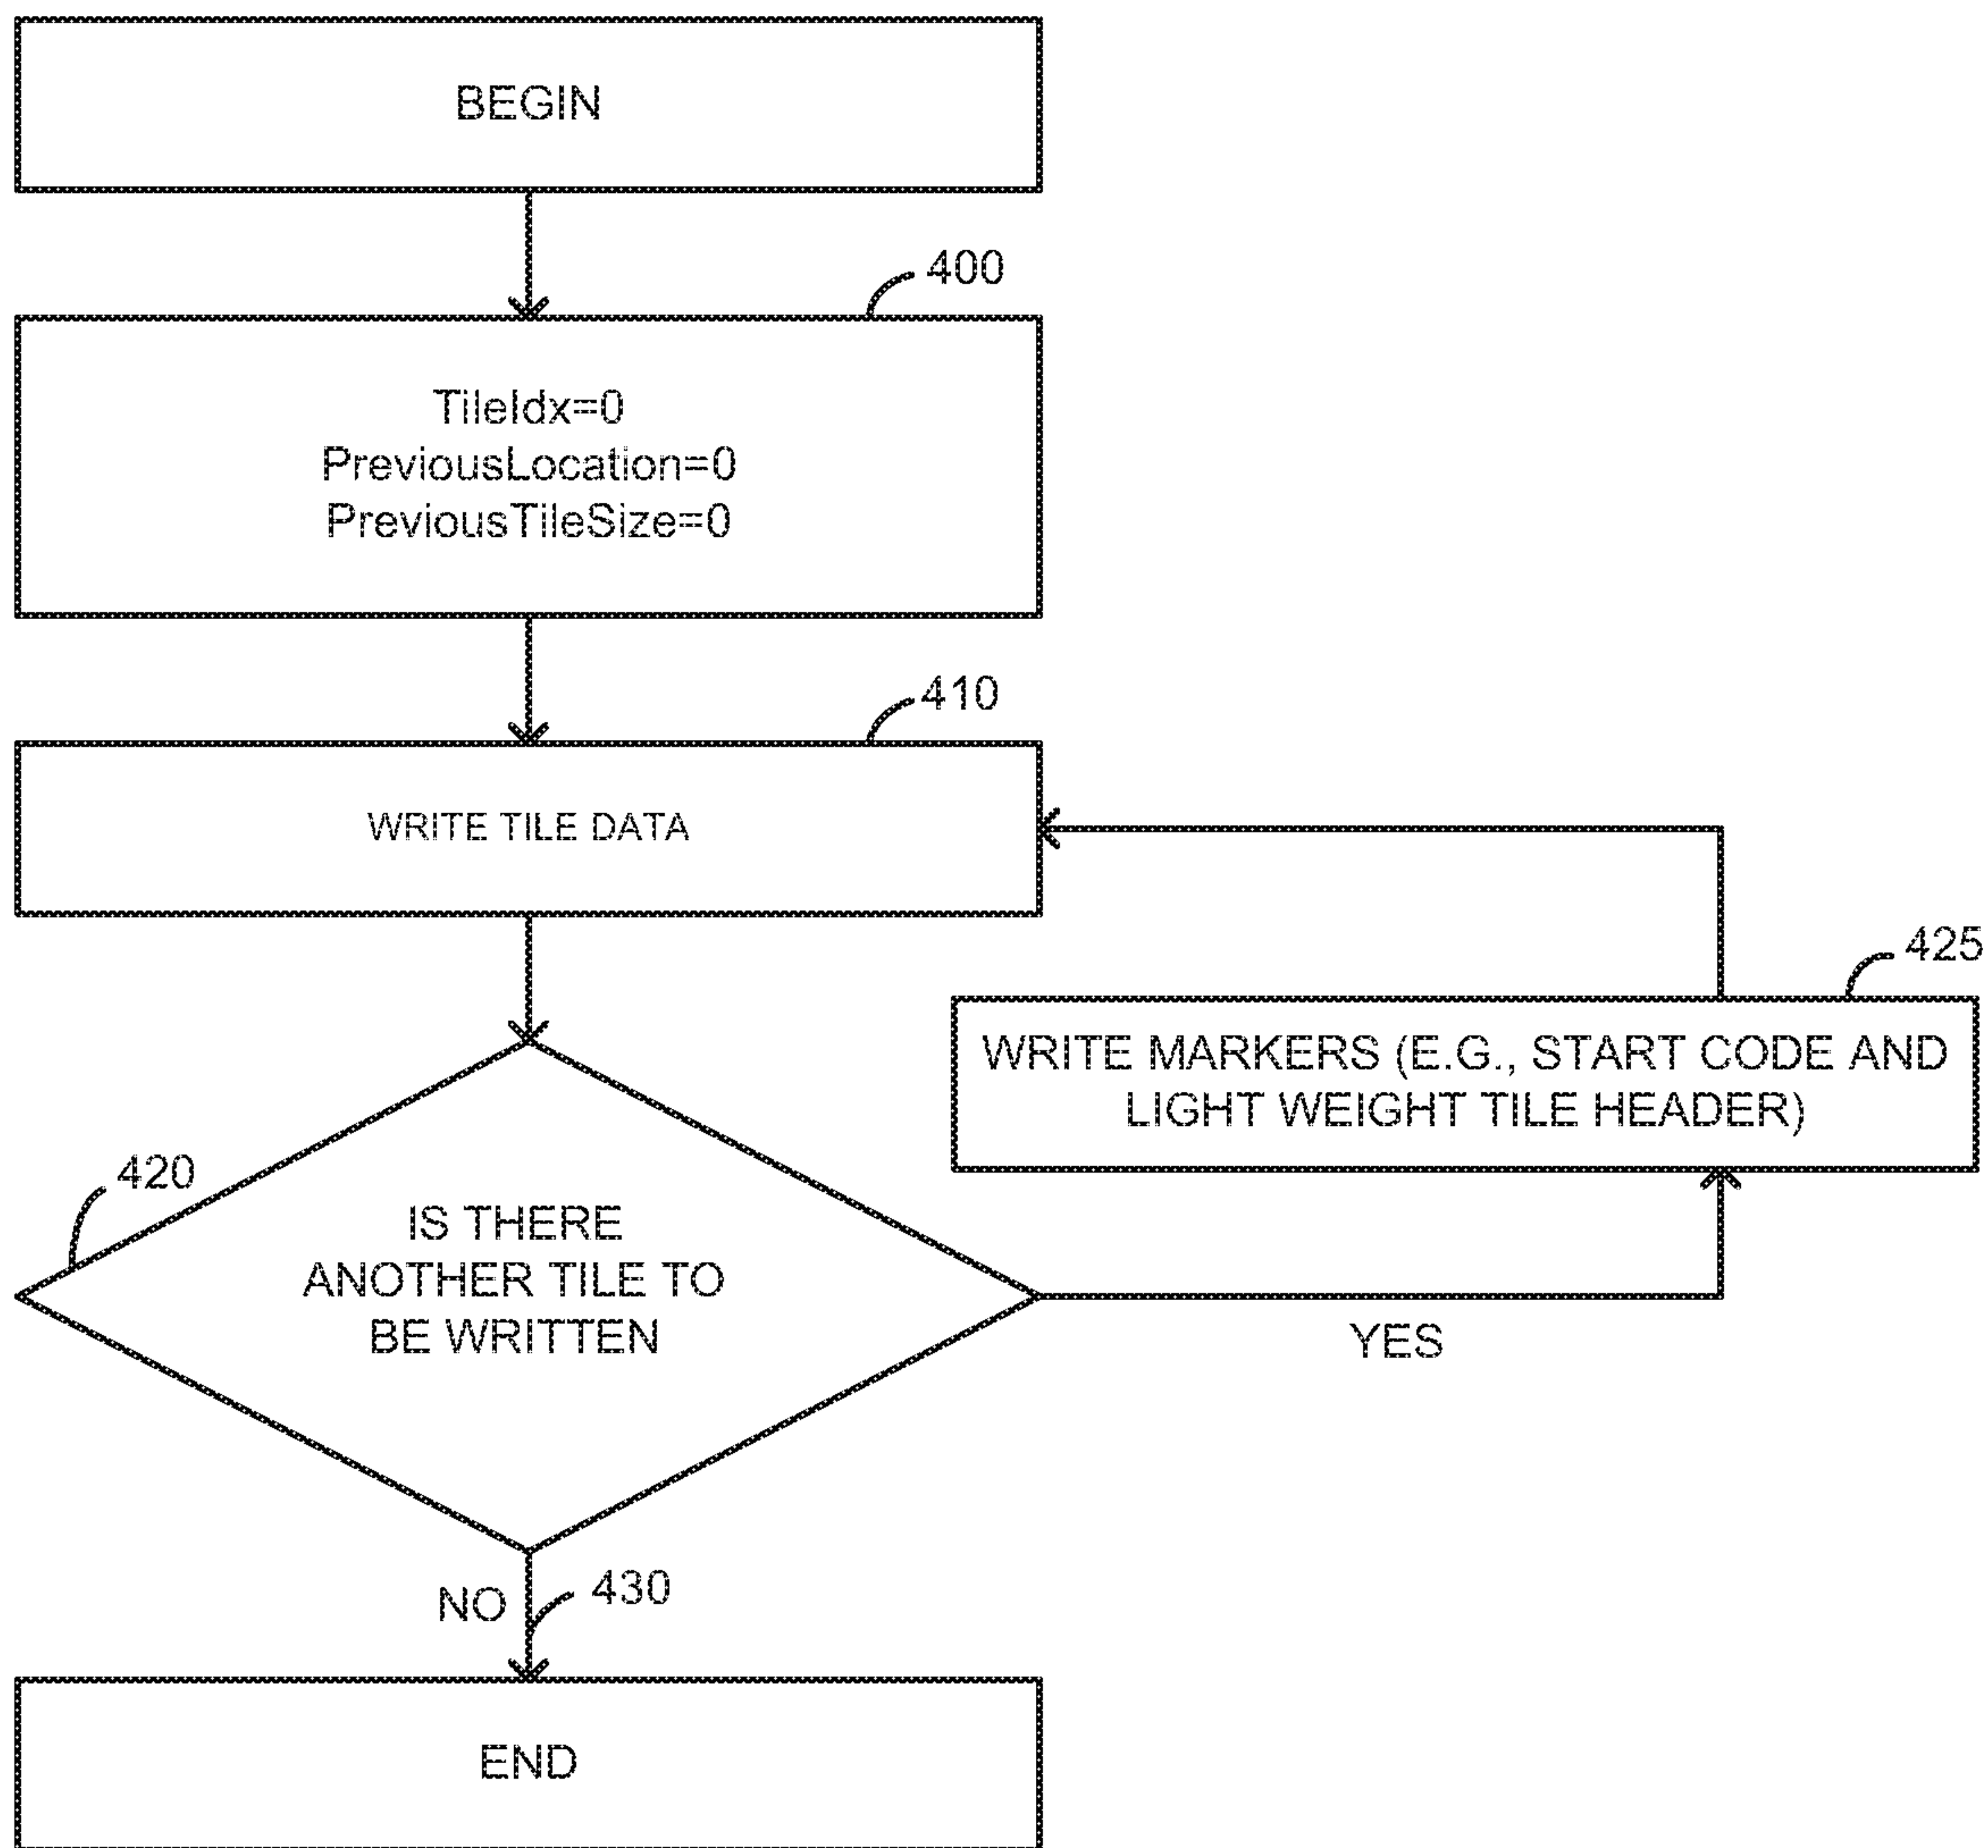 BEGIN
400
TileIdx=0
PreviousLocation=0
PreviousTileSize=0
410
WRITE TILE DATA
425
WRITE MARKERS (E.G., START CODE AND
LIGHT WEIGHT TILE HEADER)
420
IS THERE
ANOTHER TILE TO
BE WRITTEN
YES
NO
430
END